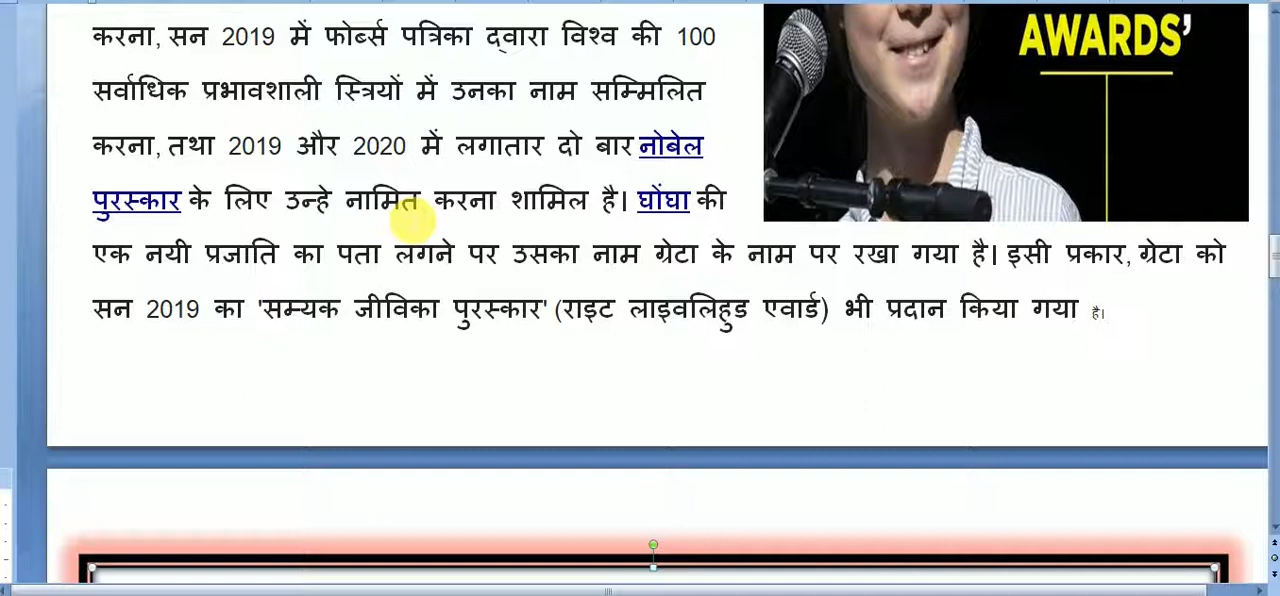 करना, सन 2019 में फोर्ब्स पत्रिका द्वारा विश्व की 100
AWARDS’
सर्वाधिक प्रभावशाली स्त्रियों में उनका नाम सम्मिलित
करना, तथा 2019 और 2020 में लगातार दो बार नोबेल
पुरस्कार के लिए उन्हे नामित करना शामिल है। घोंघा की
एक नयी प्रजाति का पता लगने पर उसका नाम ग्रेटा के नाम पर रखा गया है। इसी प्रकार, ग्रेटा को
सन 2019 का 'सम्यक जीविका पुरस्कार' (राइट लाइवलिहुड एवार्ड) भी प्रदान किया गया है।